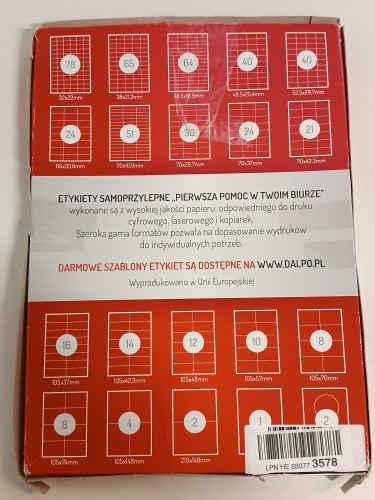 78 65 64 40 40
32x22mm 38x21,2mm 48,5x16,9mm 48,5x25,4mm 52,5x29,7mm
24 51 30 24 21
66x33,8mm 70x16,9mm 70x29,7mm 70x37mm 70x42,3mm
ETYKIETY SAMOPRZYLEPNE „PIERWSZA POMOC W TWOIM BIURZE"
wykonane są z wysokiej jakości papieru, odpowiedniego do druku
cyfrowego, laserowego i kopiarek.
Szeroka gama formatów pozwala na dopasowanie wydruków
do indywidualnych potrzeb.
DARMOWE SZABLONY ETYKIET SĄ DOSTĘPNE NA WWW.DALPO.PL
Wyprodukowano w Unii Europejskiej
16 14 12 10 8
105x37mm 105x42,3mm 105x48mm 105x57mm 105x70mm
8 4 2 1 2
105x74mm 105x148mm 210x148mm
LPN HE 68077 3578